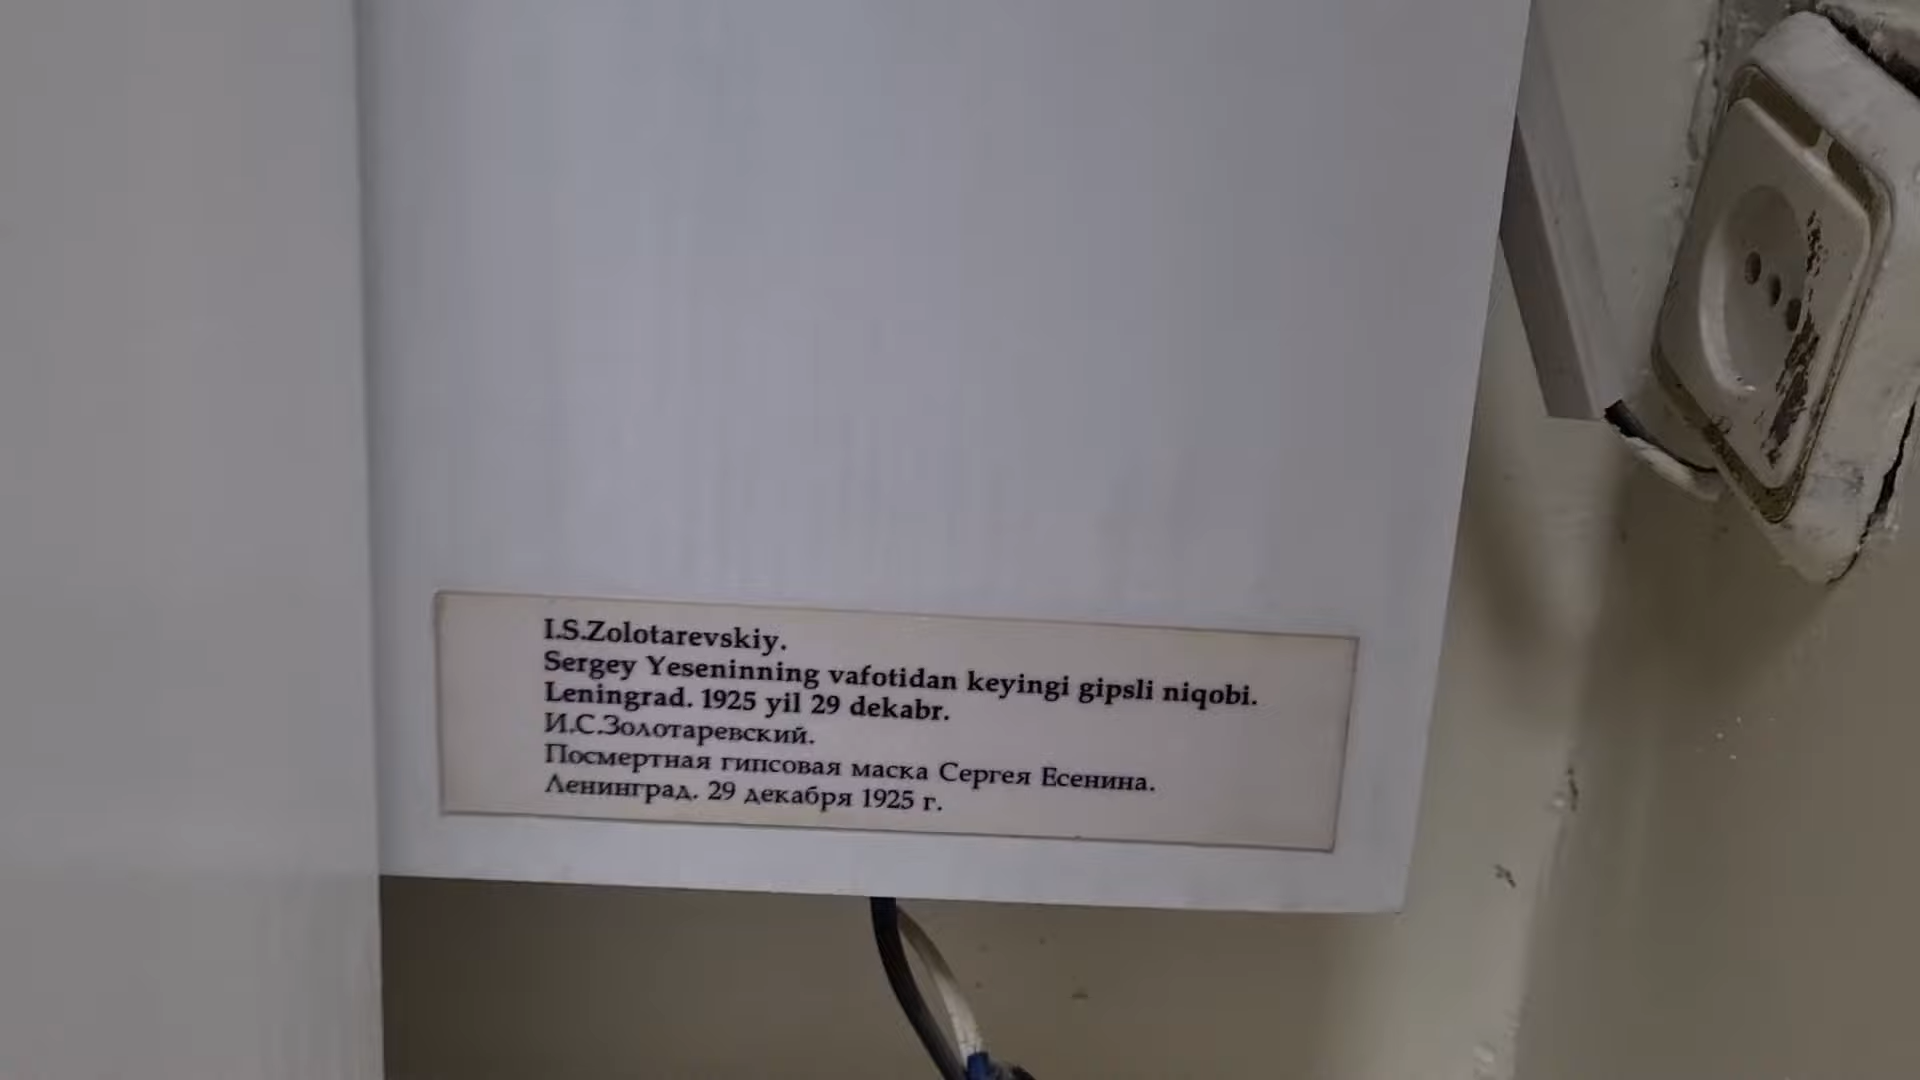 I.S.Zolotarevskiy.
Sergey Yeseninning vafotidan keyingi gipsli niqobi.
Leningrad. 1925 yil 29 dekabr.
И.С.Золотаревский.
Посмертная гипсовая маска Сергея Есенина.
Ленинград. 29 декабря 1925 г.